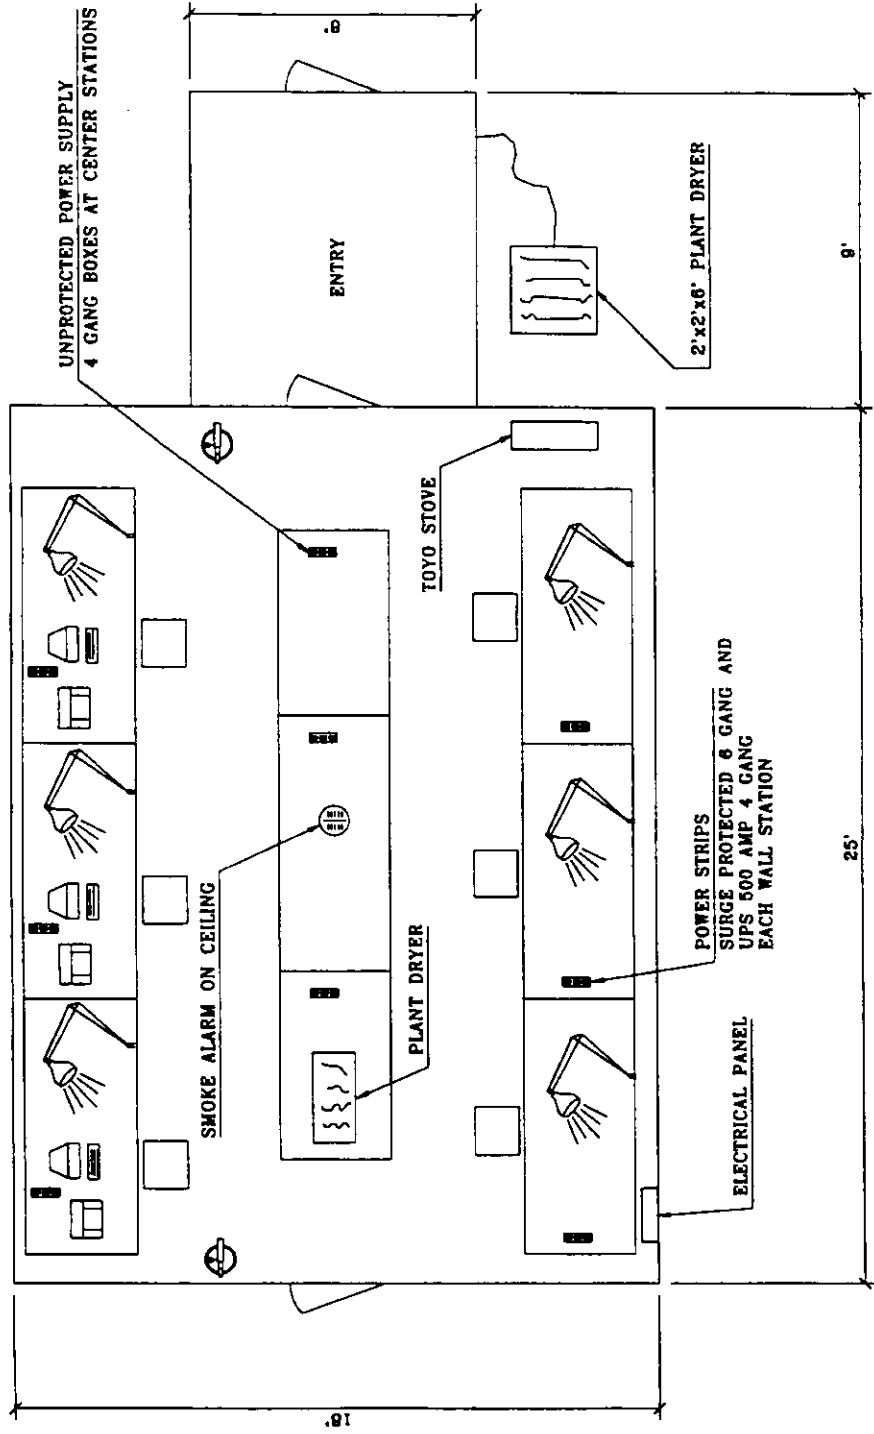 UNPROTECTED POWER SUPPLY
4 GANG BOXES AT CENTER STATIONS
8'
ENTRY
2'x2'x6' PLANT DRYER
9'
TOYO STOVE
SMOKE ALARM ON CEILING
PLANT DRYER
POWER STRIPS
SURGE PROTECTED 6 GANG AND
UPS 500 AMP 4 GANG
EACH WALL STATION
25'
ELECTRICAL PANEL
18'